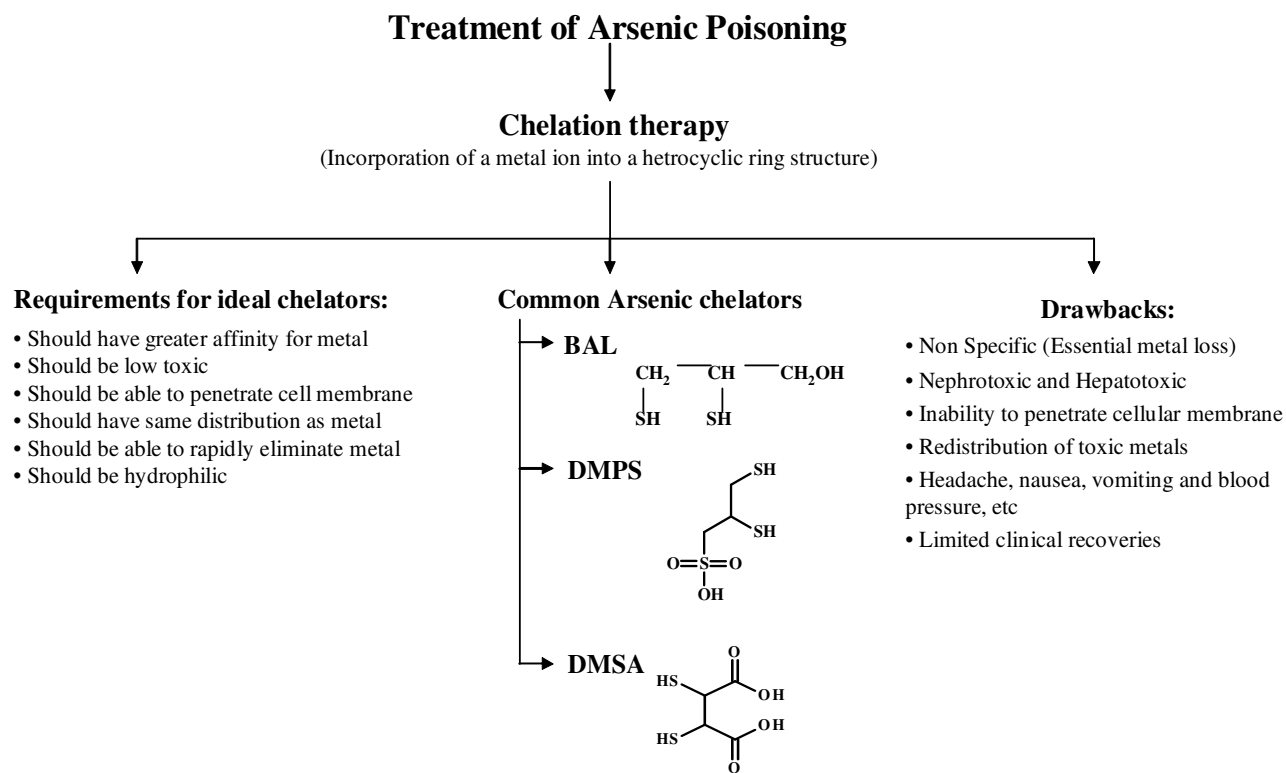 Treatment of Arsenic Poisoning
Chelation therapy
(Incorporation of a metal ion into a hetrocyclic ring structure)
Requirements for ideal chelators:
• Should have greater affinity for metal
• Should be low toxic
• Should be able to penetrate cell membrane
• Should have same distribution as metal
• Should be able to rapidly eliminate metal
• Should be hydrophilic
Common Arsenic chelators
BAL
CH₂ CH CH₂OH
SH SH
DMPS
SH
SH
O=S=O
OH
DMSA
O
HS
OH
OH
HS
O
Drawbacks:
• Non Specific (Essential metal loss)
• Nephrotoxic and Hepatotoxic
• Inability to penetrate cellular membrane
• Redistribution of toxic metals
• Headache, nausea, vomiting and blood
pressure, etc
• Limited clinical recoveries